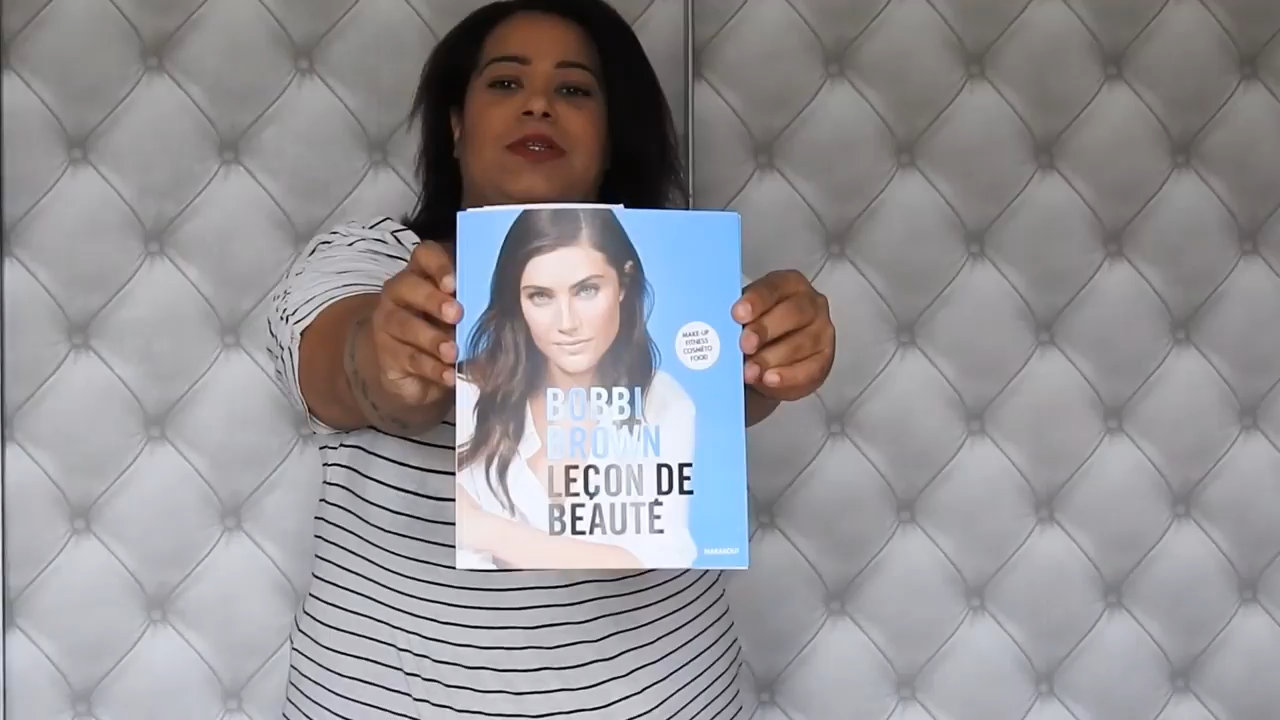 MAKE-UP
FITNESS
COSMÉTO
FOOD
BOBBI
BROWN
LEÇON DE
BEAUTÉ
MARABOUT